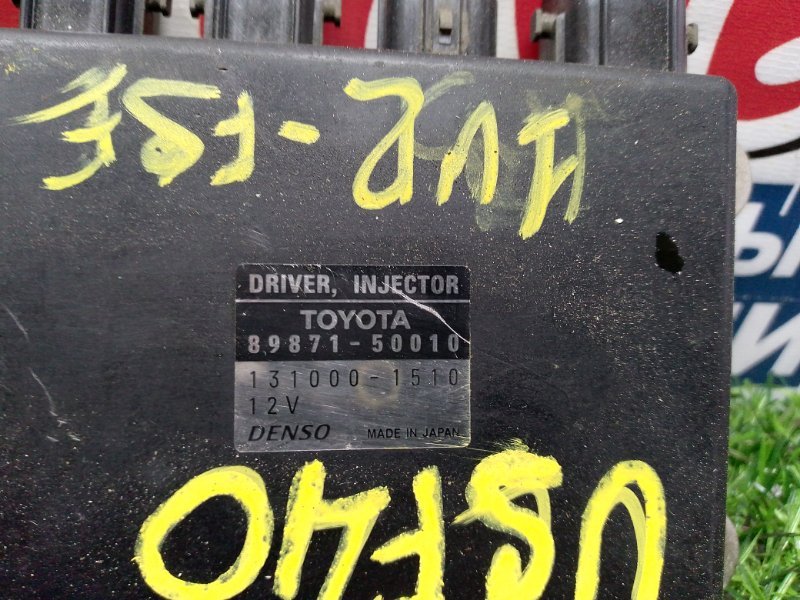 1UR-FSE
DRIVER, INJECTOR
TOYOTA
89871-50010
131000-1510
12V
DENSO MADE IN JAPAN
USF40